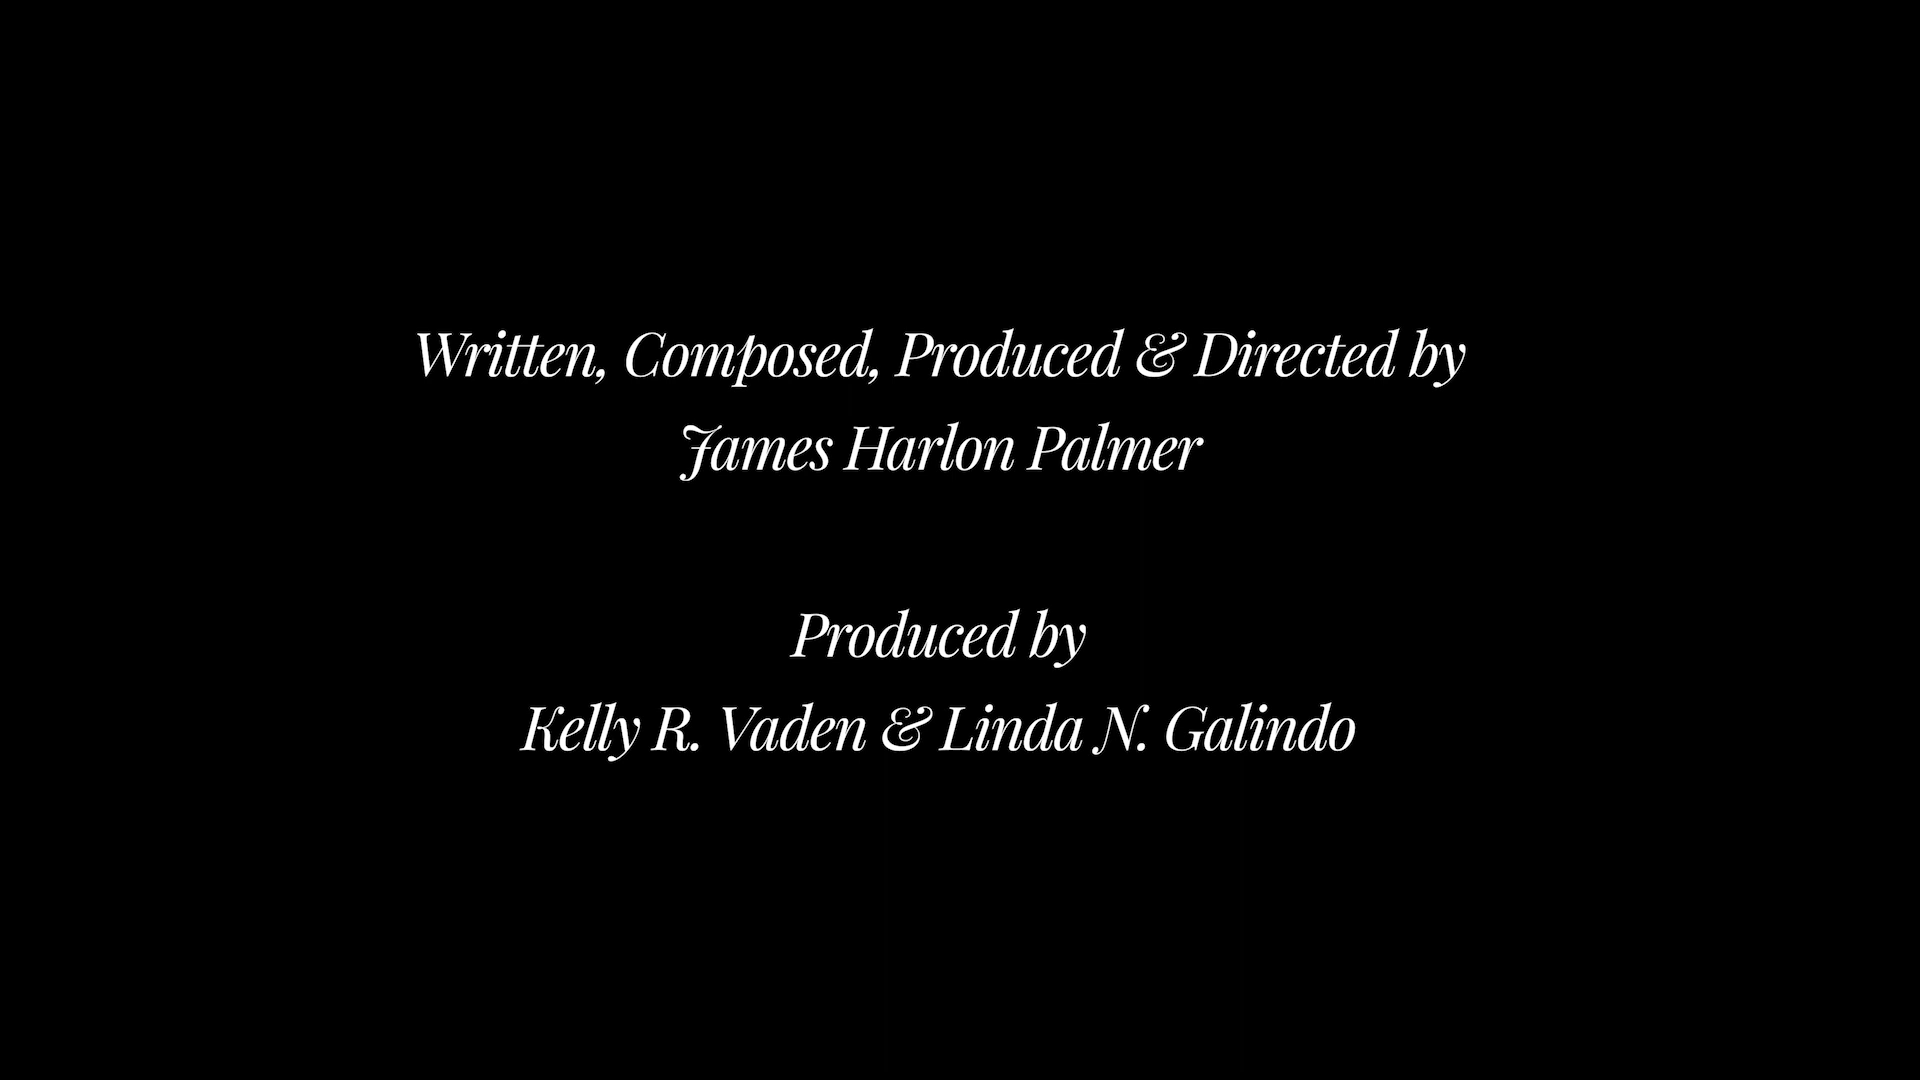 Written, Composed, Produced & Directed by
James Harlon Palmer
Produced by
Kelly R. Vaden & Linda N. Galindo